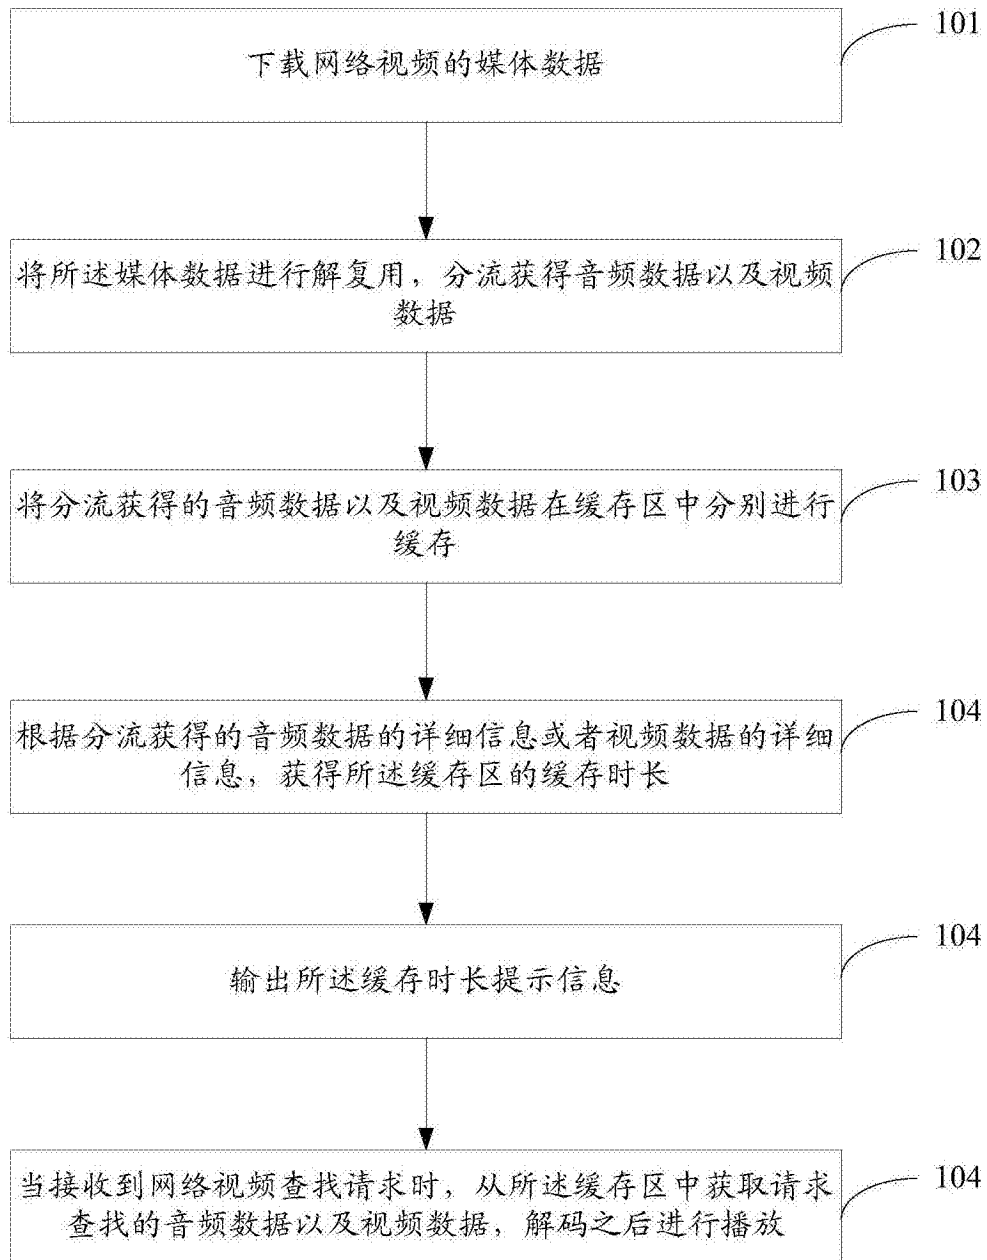 下载网络视频的媒体数据
101
将所述媒体数据进行解复用，分流获得音频数据以及视频
数据
102
将分流获得的音频数据以及视频数据在缓存区中分别进行
缓存
103
根据分流获得的音频数据的详细信息或者视频数据的详细
信息，获得所述缓存区的缓存时长
104
输出所述缓存时长提示信息
104
当接收到网络视频查找请求时，从所述缓存区中获取请求
查找的音频数据以及视频数据，解码之后进行播放
104